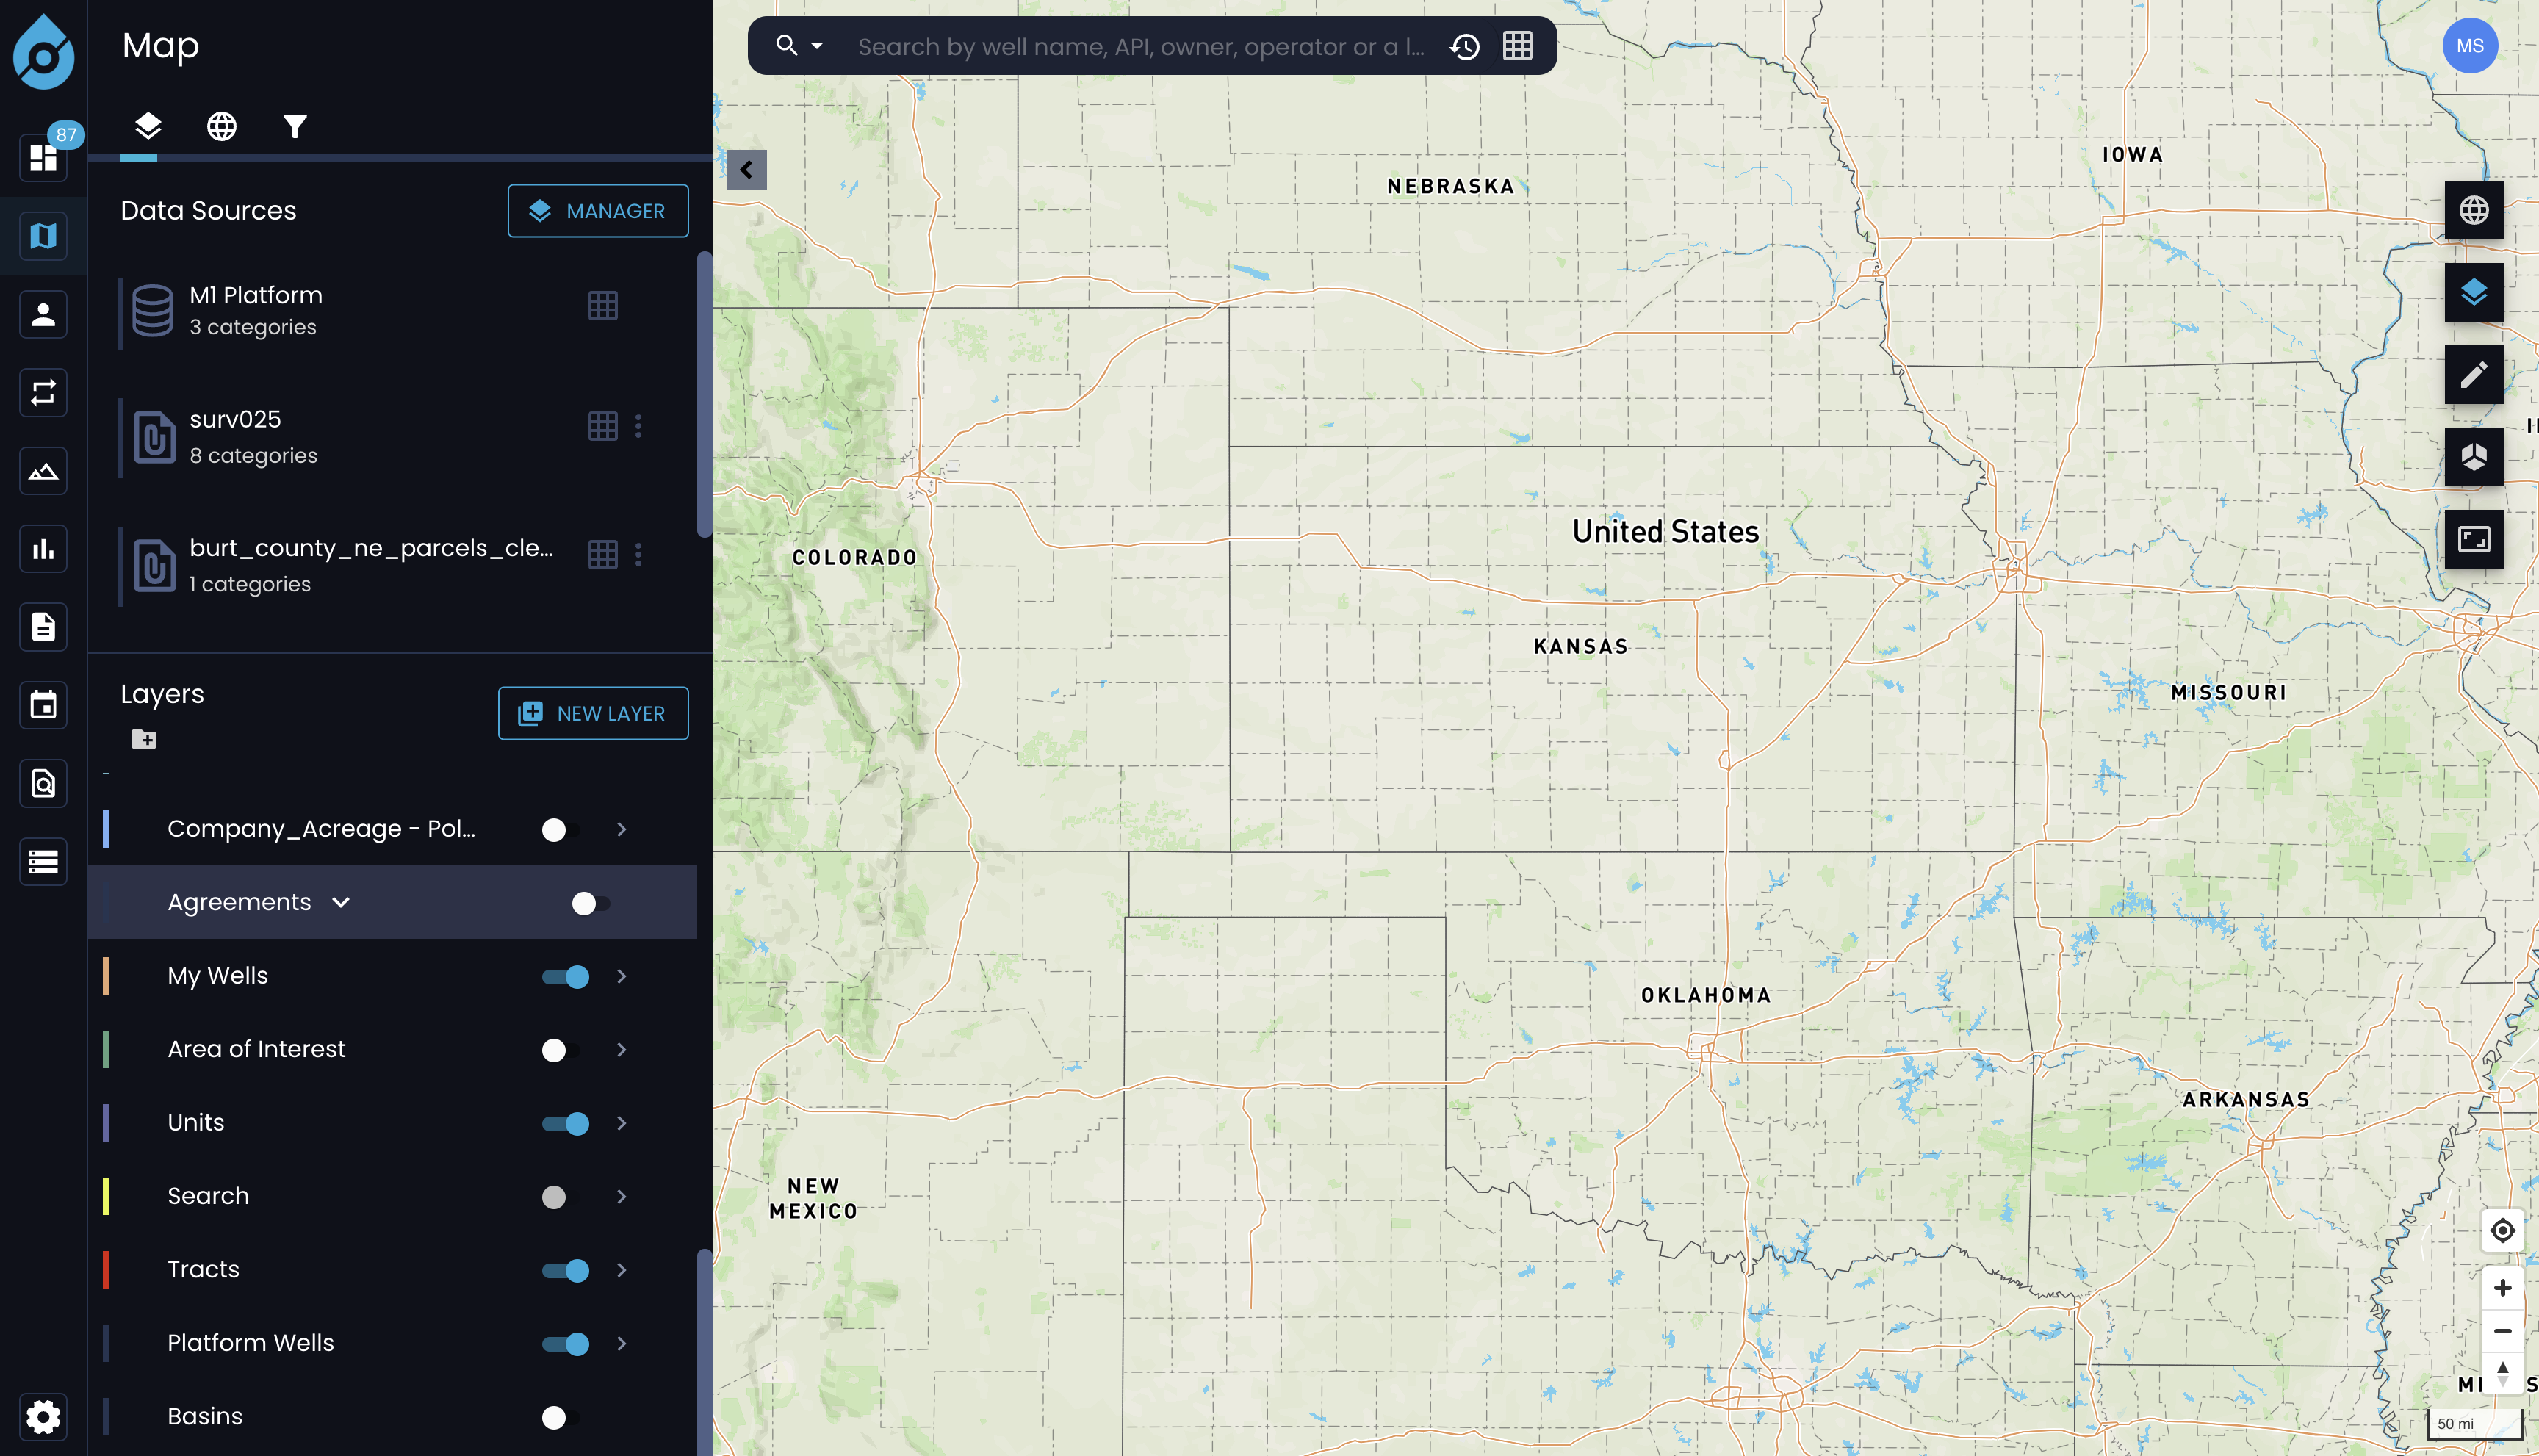 Map
Search by well name, API, owner, operator or a l...
MS
87
Data Sources
MANAGER
M1 Platform
3 categories
surv025
8 categories
burt_county_ne_parcels_cle...
1 categories
Layers
NEW LAYER
Company_Acreage - Pol...
Agreements
My Wells
Area of Interest
Units
Search
Tracts
Platform Wells
Basins
IOWA
NEBRASKA
United States
COLORADO
KANSAS
MISSOURI
OKLAHOMA
ARKANSAS
NEW
MEXICO
50 mi